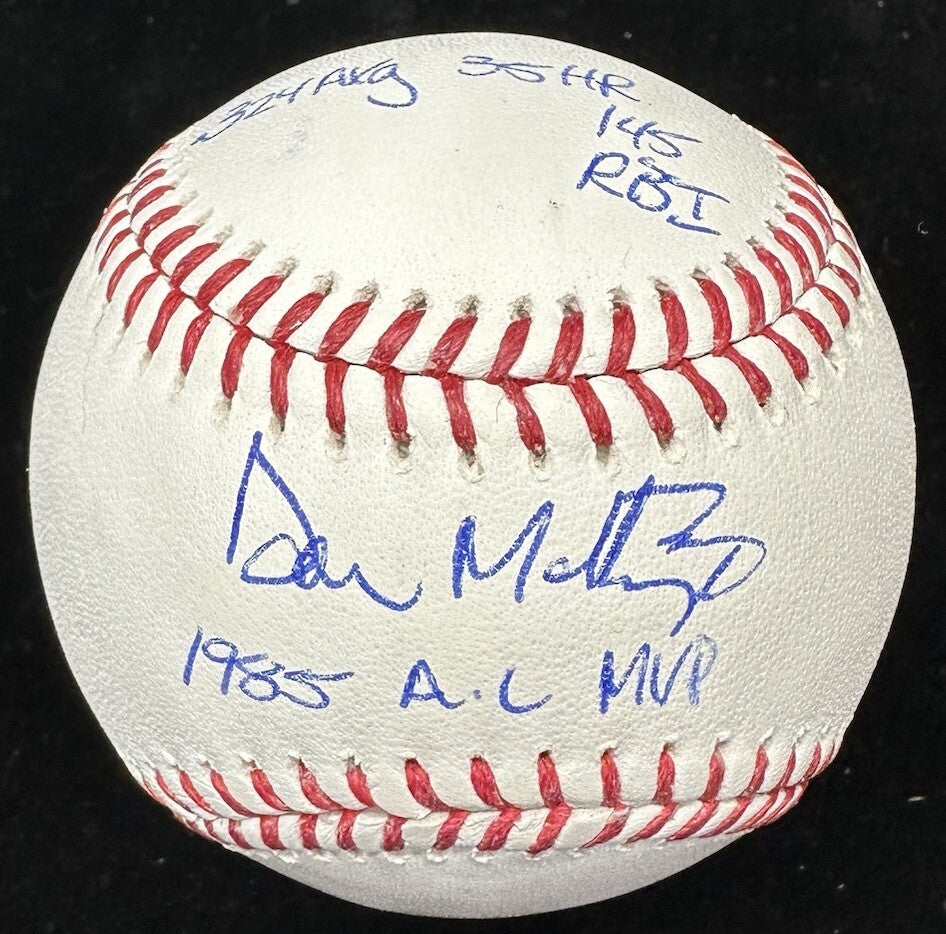 .324 AVG 35 HR
145
RBI
Don Mattingly
1985 A.L MVP